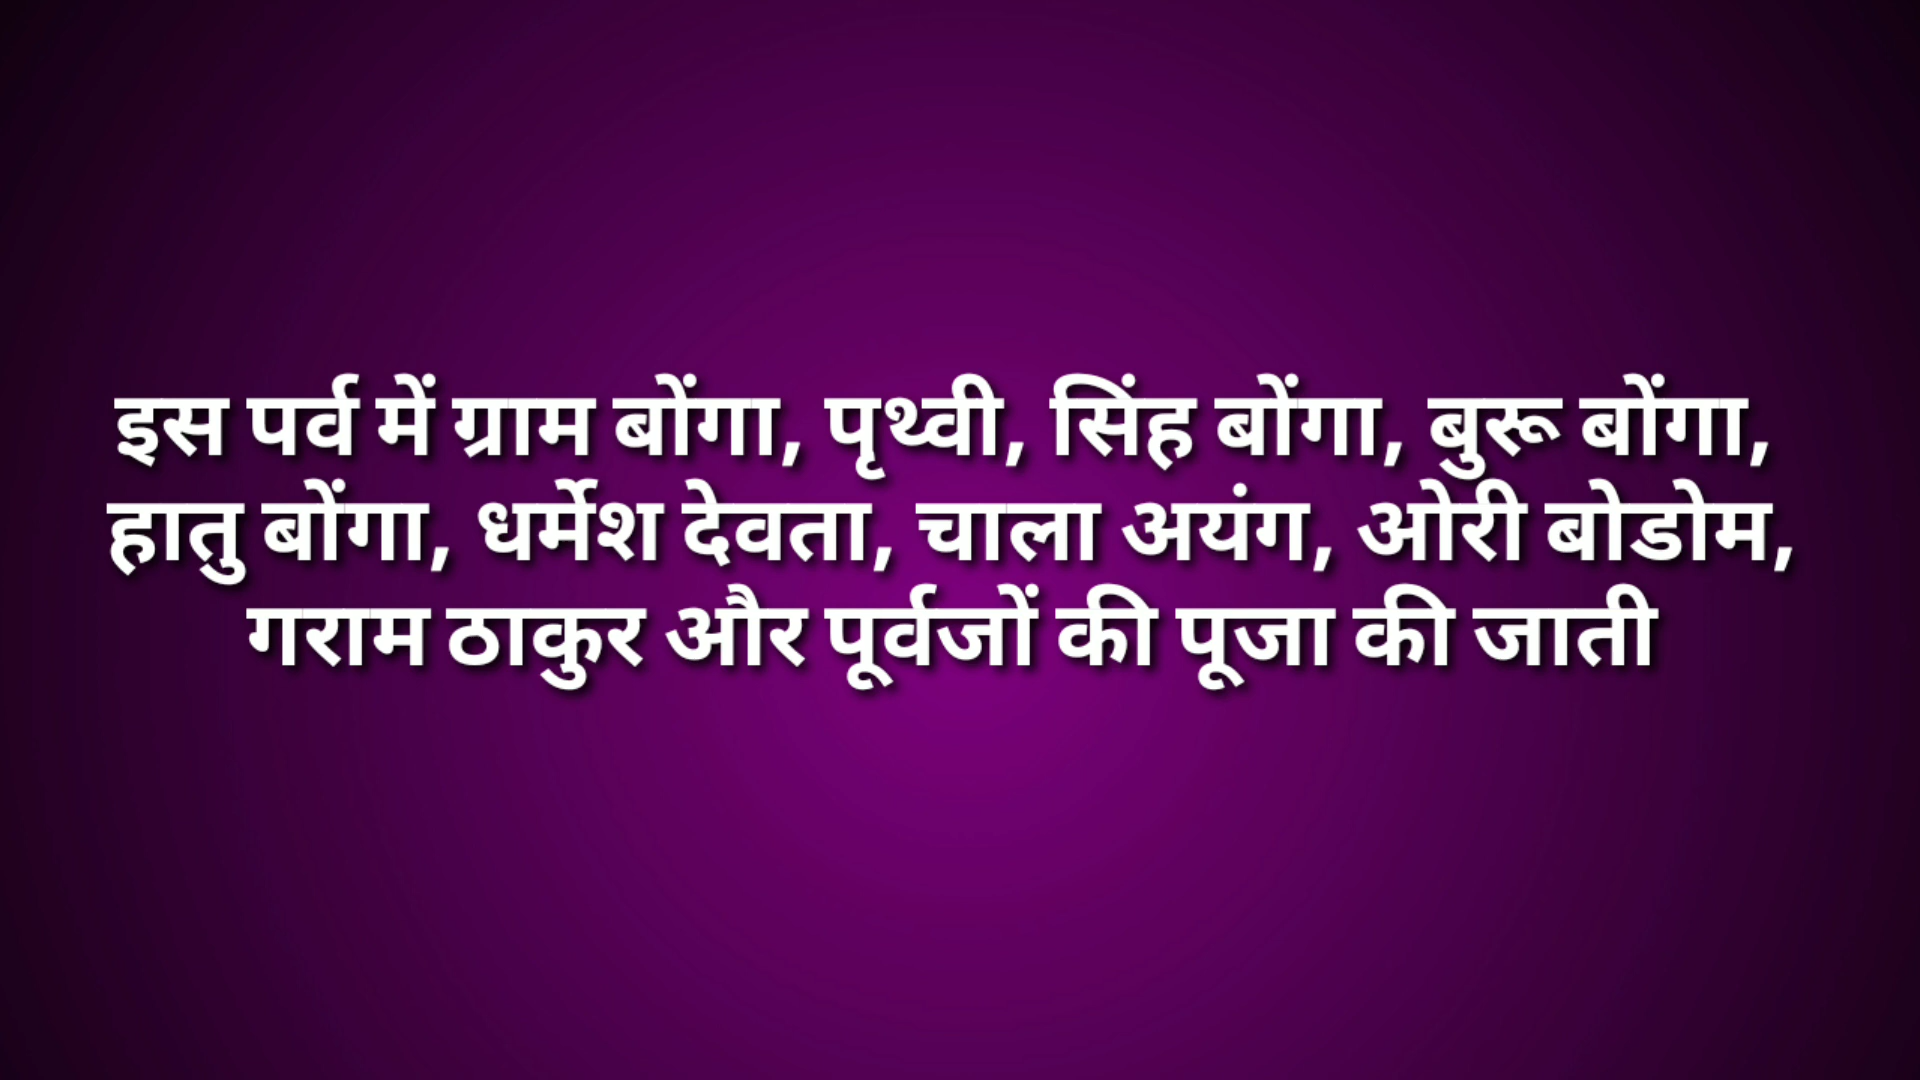 इस पर्व में ग्राम बोंगा, पृथ्वी, सिंह बोंगा, बुरू बोंगा,
हातु बोंगा, धर्मेश देवता, चाला अयंग, ओरी बोडोम,
गराम ठाकुर और पूर्वजों की पूजा की जाती